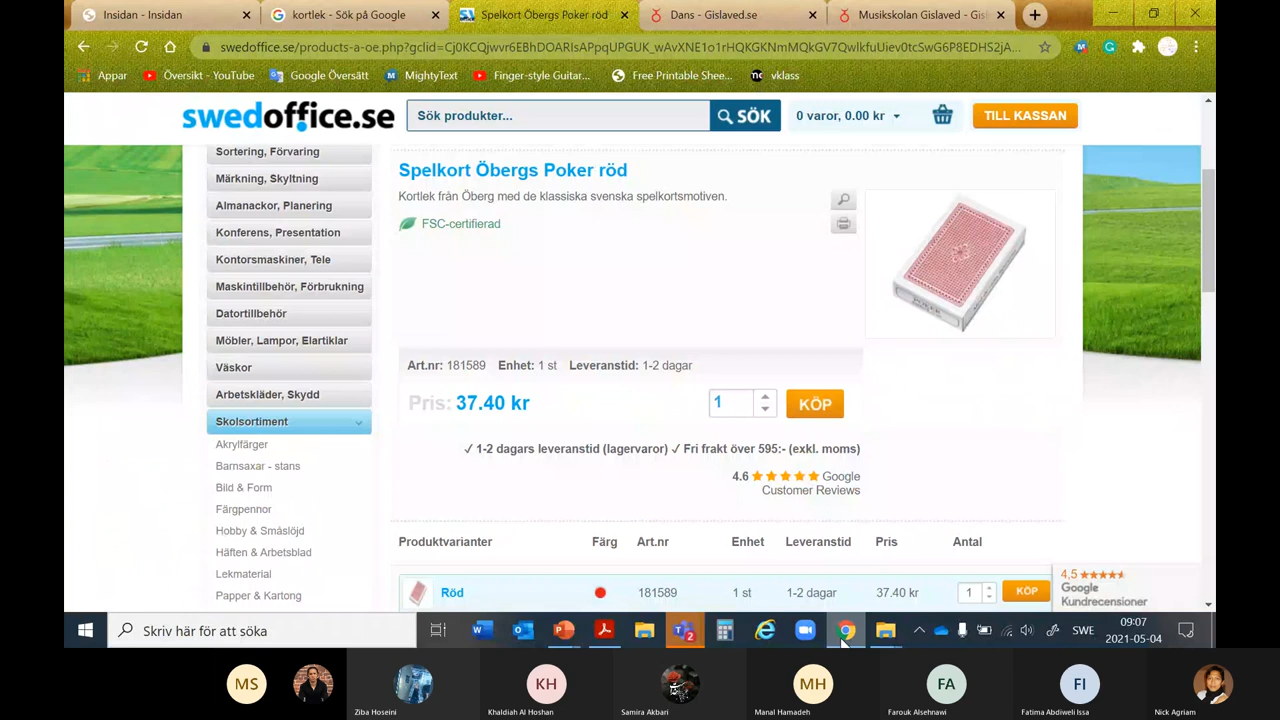 Insidan - Insidan
kortlek - Sök på Google
Spelkort Öbergs Poker röd
Dans - Gislaved.se
Musikskolan Gislaved - Gis
swedoffice.se/products-a-oe.php?gclid=Cj0KCQjwvr6EBhDOARIsAPpqUPGUK_wAvXNE1o1rHQKGKNmMQkGV7QwlkfuUiev0tcSwG6P8EDHS2jA...
Appar
Översikt - YouTube
Google Översätt
MightyText
Finger-style Guitar...
Free Printable Shee...
vklass
swedoffice.se
Sök produkter...
SÖK
0 varor, 0.00 kr
TILL KASSAN
Sortering, Förvaring
Märkning, Skyltning
Almanackor, Planering
Konferens, Presentation
Kontorsmaskiner, Tele
Maskintillbehör, Förbrukning
Datortillbehör
Möbler, Lampor, Elartiklar
Väskor
Arbetskläder, Skydd
Skolsortiment
Akrylfärger
Barnsaxar - stans
Bild & Form
Färgpennor
Hobby & Småslöjd
Häften & Arbetsblad
Lekmaterial
Papper & Kartong
Spelkort Öbergs Poker röd
Kortlek från Öberg med de klassiska svenska spelkortsmotiven.
FSC-certifierad
Art.nr: 181589 Enhet: 1 st Leveranstid: 1-2 dagar
Pris: 37.40 kr
1
KÖP
✓ 1-2 dagars leveranstid (lagervaror) ✓ Fri frakt över 595:- (exkl. moms)
4.6 ★★★★★ Google
Customer Reviews
Produktvarianter Färg Art.nr Enhet Leveranstid Pris Antal
Röd 181589 1 st 1-2 dagar 37.40 kr 1 KÖP
4,5
Google
Kundrecensioner
Skriv här för att söka
2
SWE
09:07
2021-05-04
MS
KH
MH
FA
FI
Ziba Hoseini
Khaldiah Al Hoshan
Samira Akbari
Manal Hamadeh
Farouk Alsehnawi
Fatima Abdiweli Issa
Nick Agriam